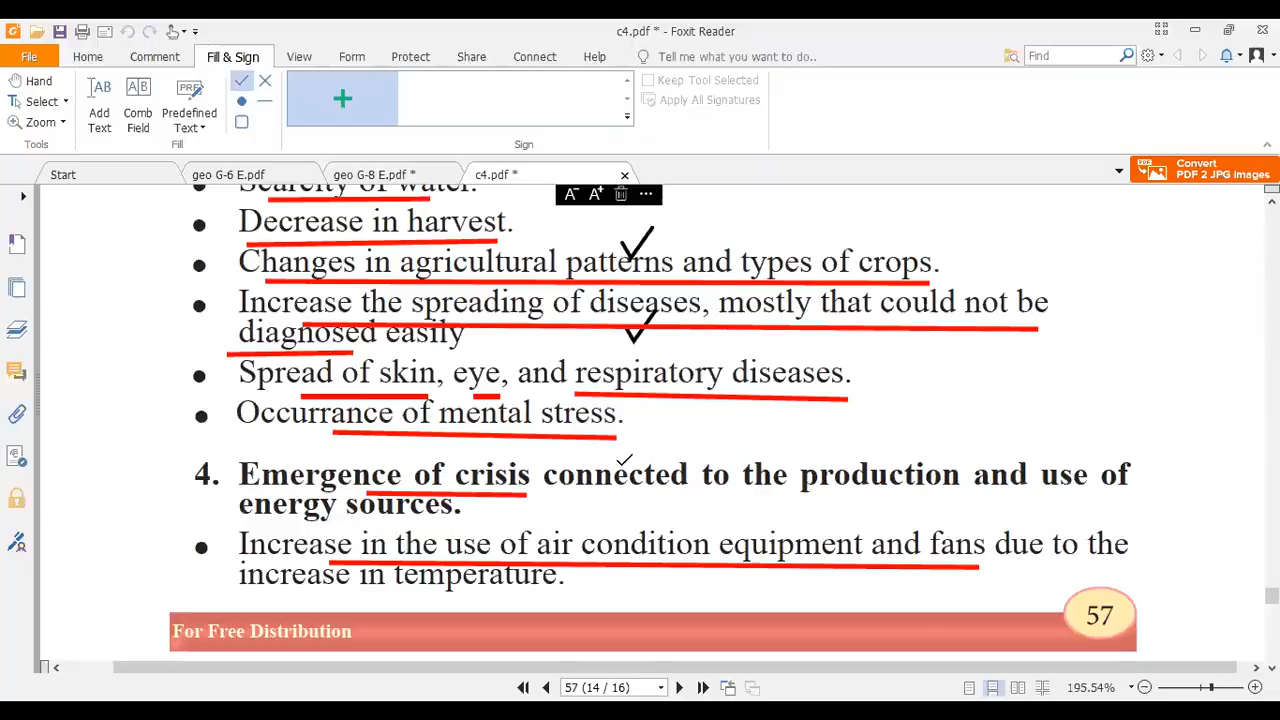 c4.pdf * - Foxit Reader
File Home Comment Fill & Sign View Form Protect Share Connect Help Tell me what you want to do.. Find
Hand
Select
Zoom
Tools
Add Text
Comb Field
Predefined Text
Fill
Sign
Keep Tool Selected
Apply All Signatures
Start geo G-6 E.pdf geo G-8 E.pdf * c4.pdf *
Convert
PDF 2 JPG Images
A- A+
• Scarcity of water.
• Decrease in harvest.
• Changes in agricultural patterns and types of crops.
• Increase the spreading of diseases, mostly that could not be
diagnosed easily
• Spread of skin, eye, and respiratory diseases.
• Occurrance of mental stress.
4. Emergence of crisis connected to the production and use of
energy sources.
• Increase in the use of air condition equipment and fans due to the
increase in temperature.
For Free Distribution
57
57 (14 / 16)
195.54%